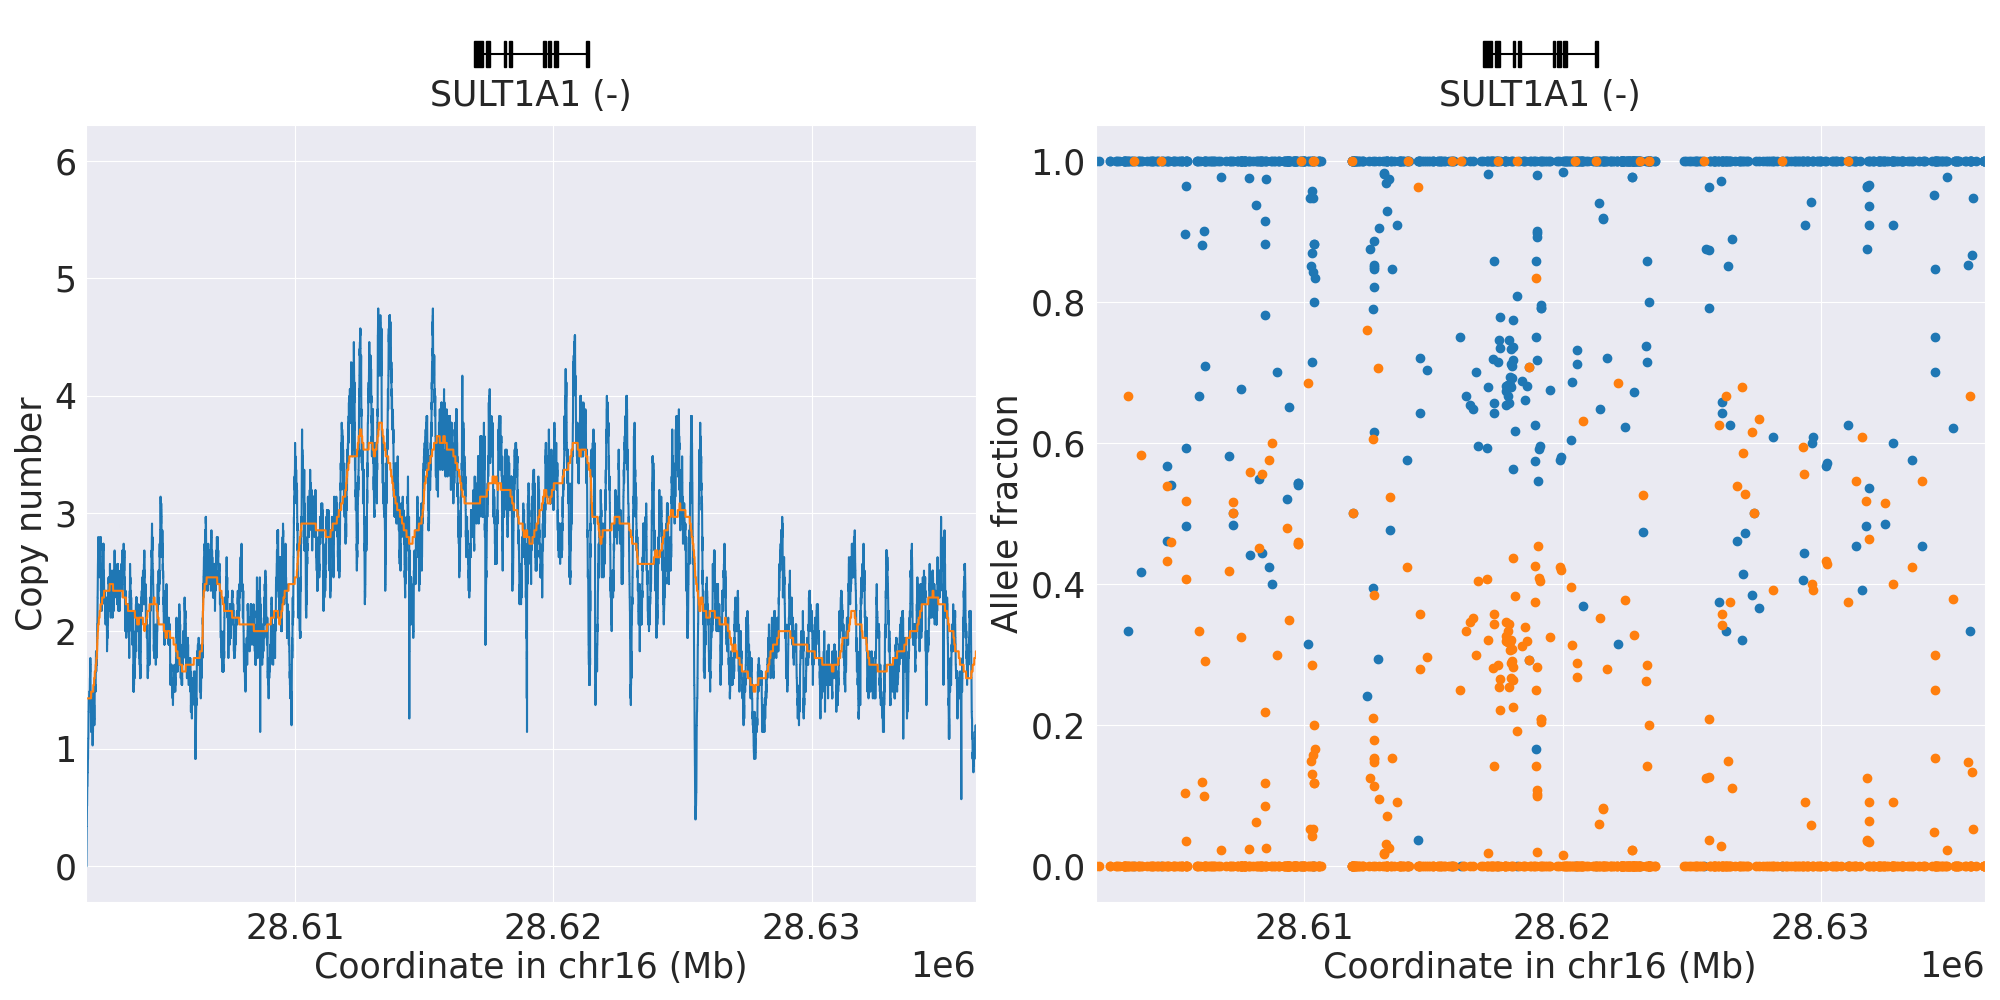 SULT1A1 (-)
6
5
4
3
2
1
0
Copy number
28.61
28.62
28.63
Coordinate in chr16 (Mb)
1e6
SULT1A1 (-)
1.0
0.8
0.6
0.4
0.2
0.0
Allele fraction
28.61
28.62
28.63
Coordinate in chr16 (Mb)
1e6